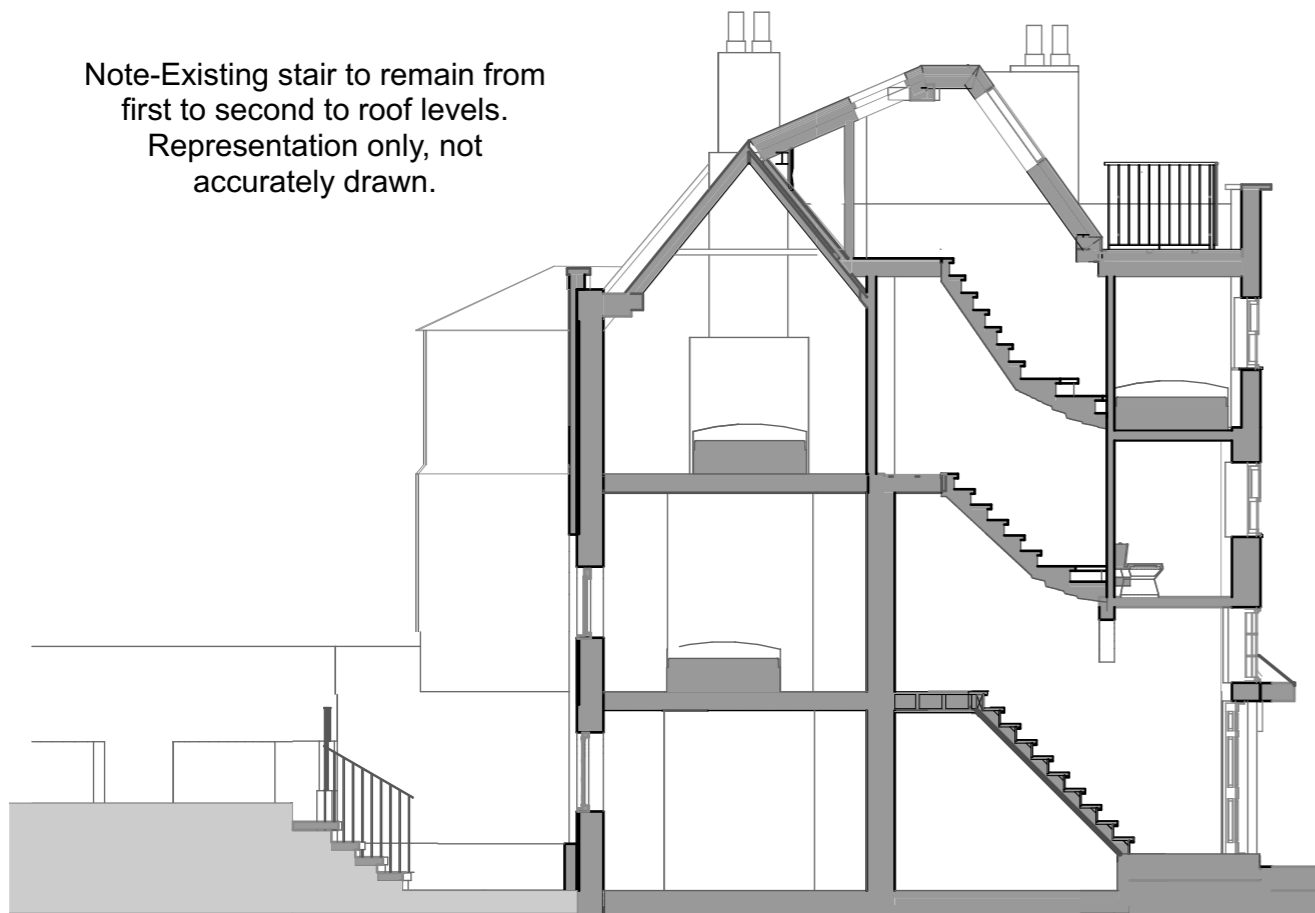 Note-Existing stair to remain from
first to second to roof levels.
Representation only, not
accurately drawn.